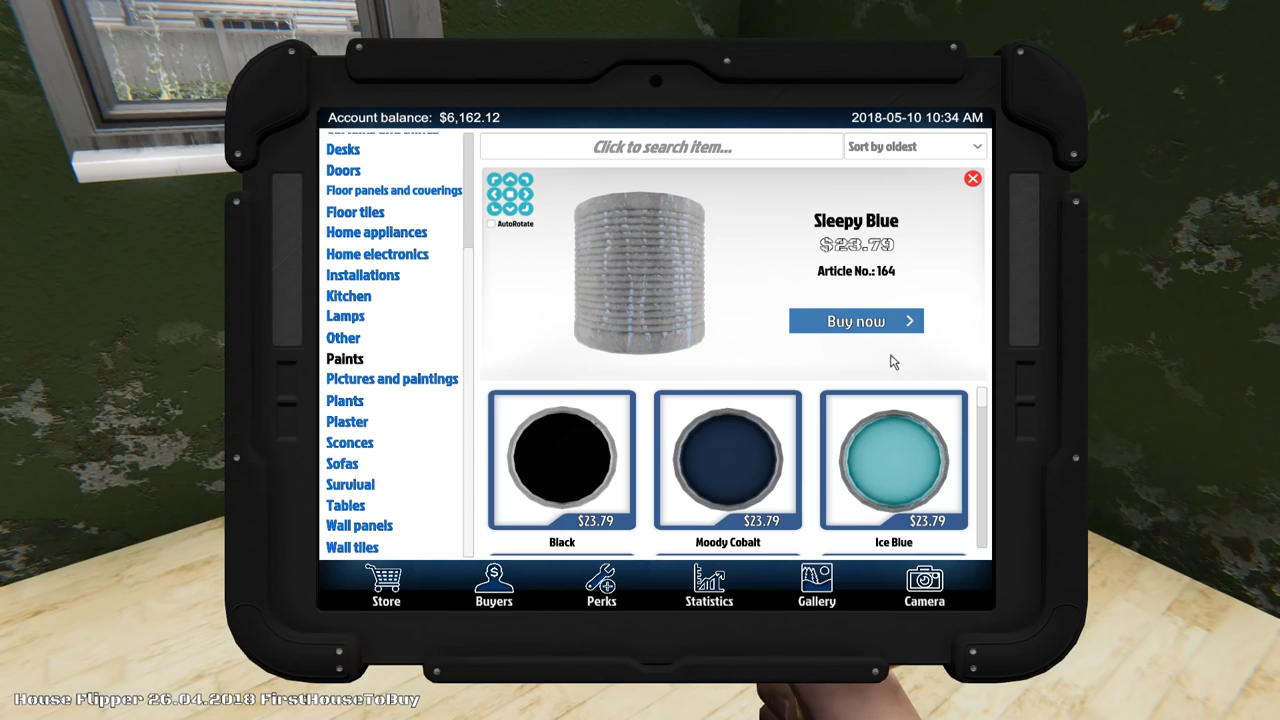 Account balance: $6,162.12
2018-05-10 10:34 AM
Desks
Doors
Floor panels and coverings
Floor tiles
Home appliances
Home electronics
Installations
Kitchen
Lamps
Other
Paints
Pictures and paintings
Plants
Plaster
Sconces
Sofas
Survival
Tables
Wall panels
Wall tiles
Click to search item...
Sort by oldest
AutoRotate
Sleepy Blue
$23.79
Article No.: 164
Buy now
$23.79
$23.79
$23.79
Black
Moody Cobalt
Ice Blue
Store
Buyers
Perks
Statistics
Gallery
Camera
House Flipper 26.04.2018 FirstHouseToBuy